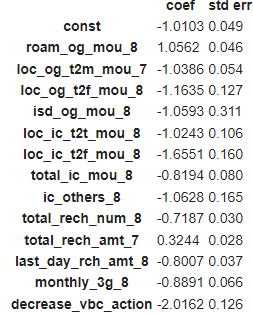 coef std err
const -1.0103 0.049
roam_og_mou_8 1.0562 0.046
loc_og_t2m_mou_7 -1.0386 0.054
loc_og_t2f_mou_8 -1.1635 0.127
isd_og_mou_8 -1.0593 0.311
loc_ic_t2t_mou_8 -1.0243 0.106
loc_ic_t2f_mou_8 -1.6551 0.160
total_ic_mou_8 -0.8194 0.080
ic_others_8 -1.0628 0.165
total_rech_num_8 -0.7187 0.030
total_rech_amt_7 0.3244 0.028
last_day_rch_amt_8 -0.8007 0.037
monthly_3g_8 -0.8891 0.066
decrease_vbc_action -2.0162 0.126